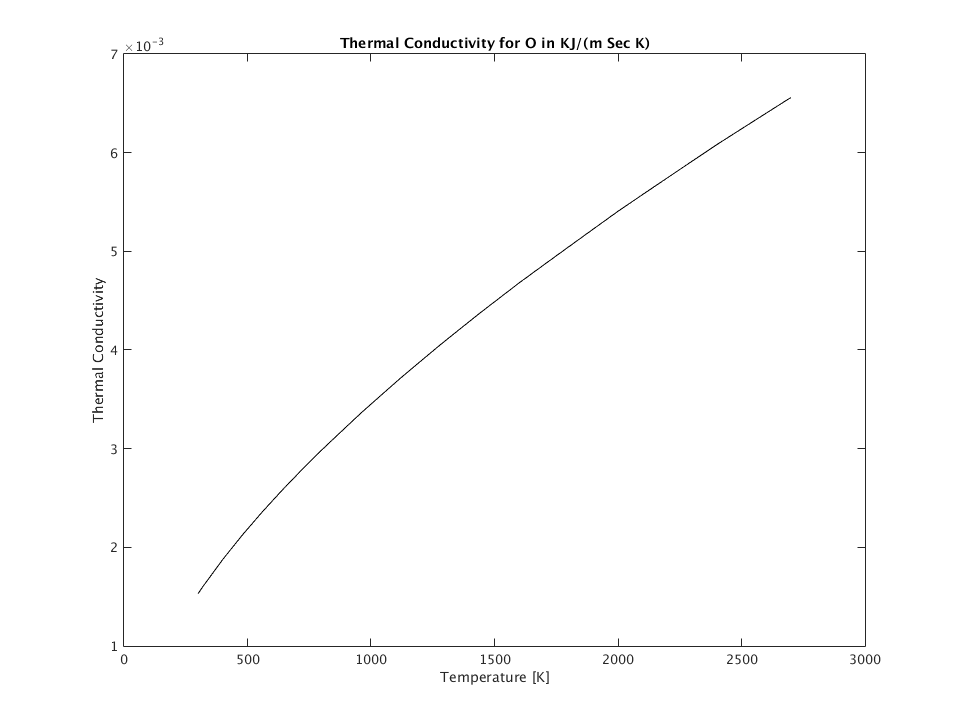 Thermal Conductivity for O in KJ/(m Sec K)
×10⁻³
7
6
5
4
3
2
1
Thermal Conductivity
0 500 1000 1500 2000 2500 3000
Temperature [K]